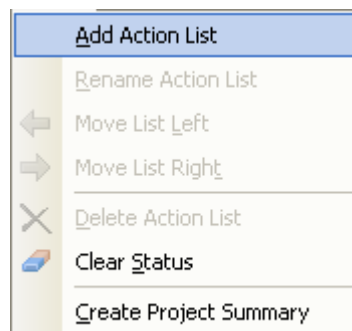 Add Action List
Rename Action List
Move List Left
Move List Right
Delete Action List
Clear Status
Create Project Summary